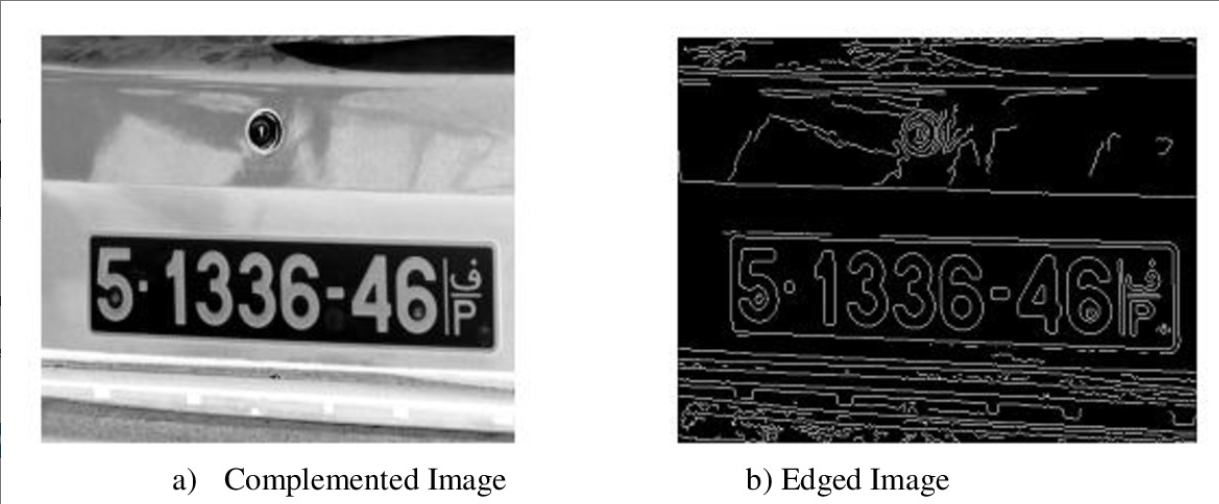 5·1336-46 ف P
5·1336-46 ف P
a) Complemented Image
b) Edged Image